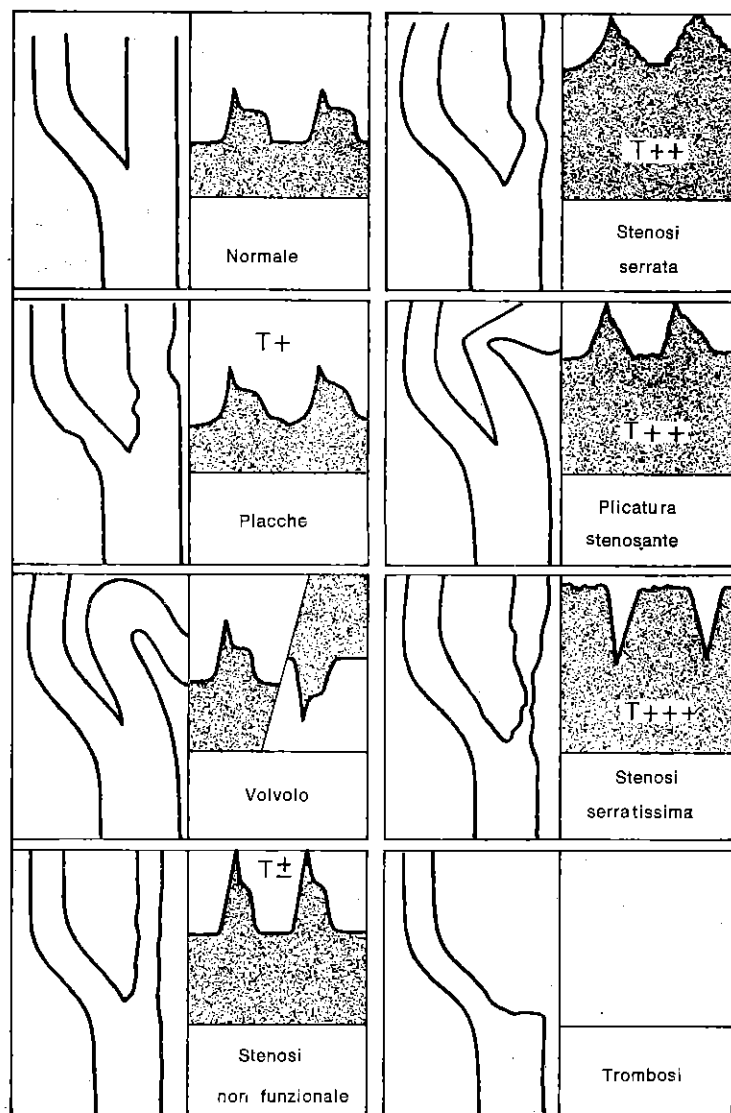 Normale
T++
Stenosi
serrata
T+
Placche
T++
Plicatura
stenosante
Volvolo
T+++
Stenosi
serratissima
T±
Stenosi
non funzionale
Trombosi